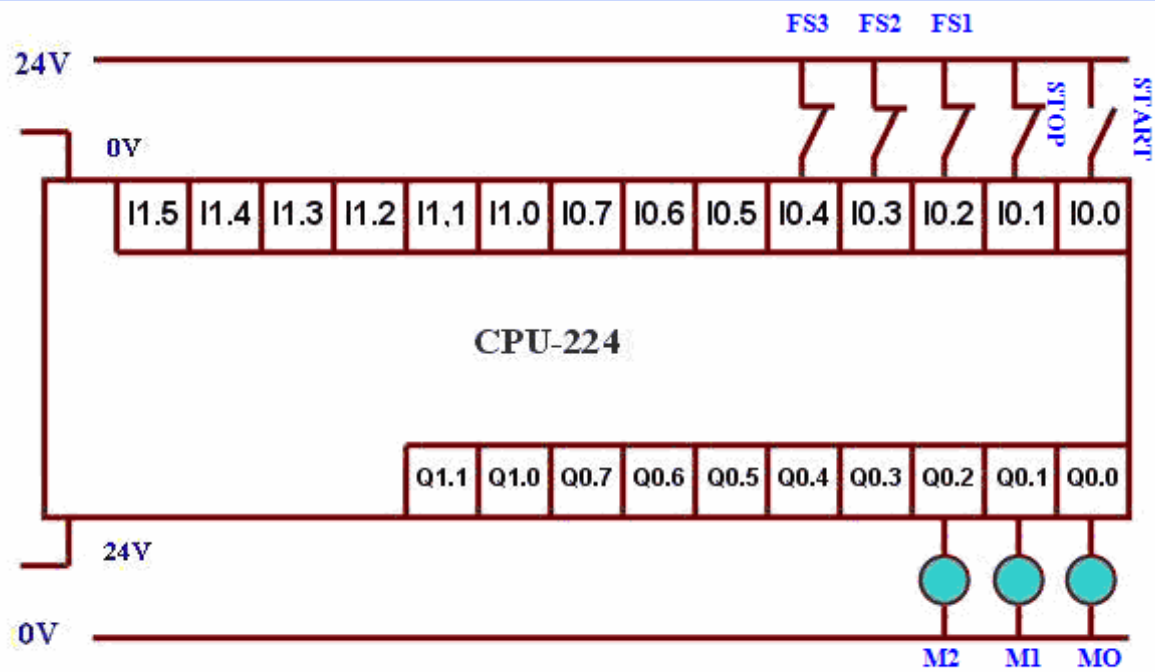 FS3 FS2 FS1
24V
STOP
START
0V
I1.5 I1.4 I1.3 I1.2 I1,1 I1.0 I0.7 I0.6 I0.5 I0.4 I0.3 I0.2 I0.1 I0.0
CPU-224
Q1.1 Q1.0 Q0.7 Q0.6 Q0.5 Q0.4 Q0.3 Q0.2 Q0.1 Q0.0
24V
0V
M2 M1 MO